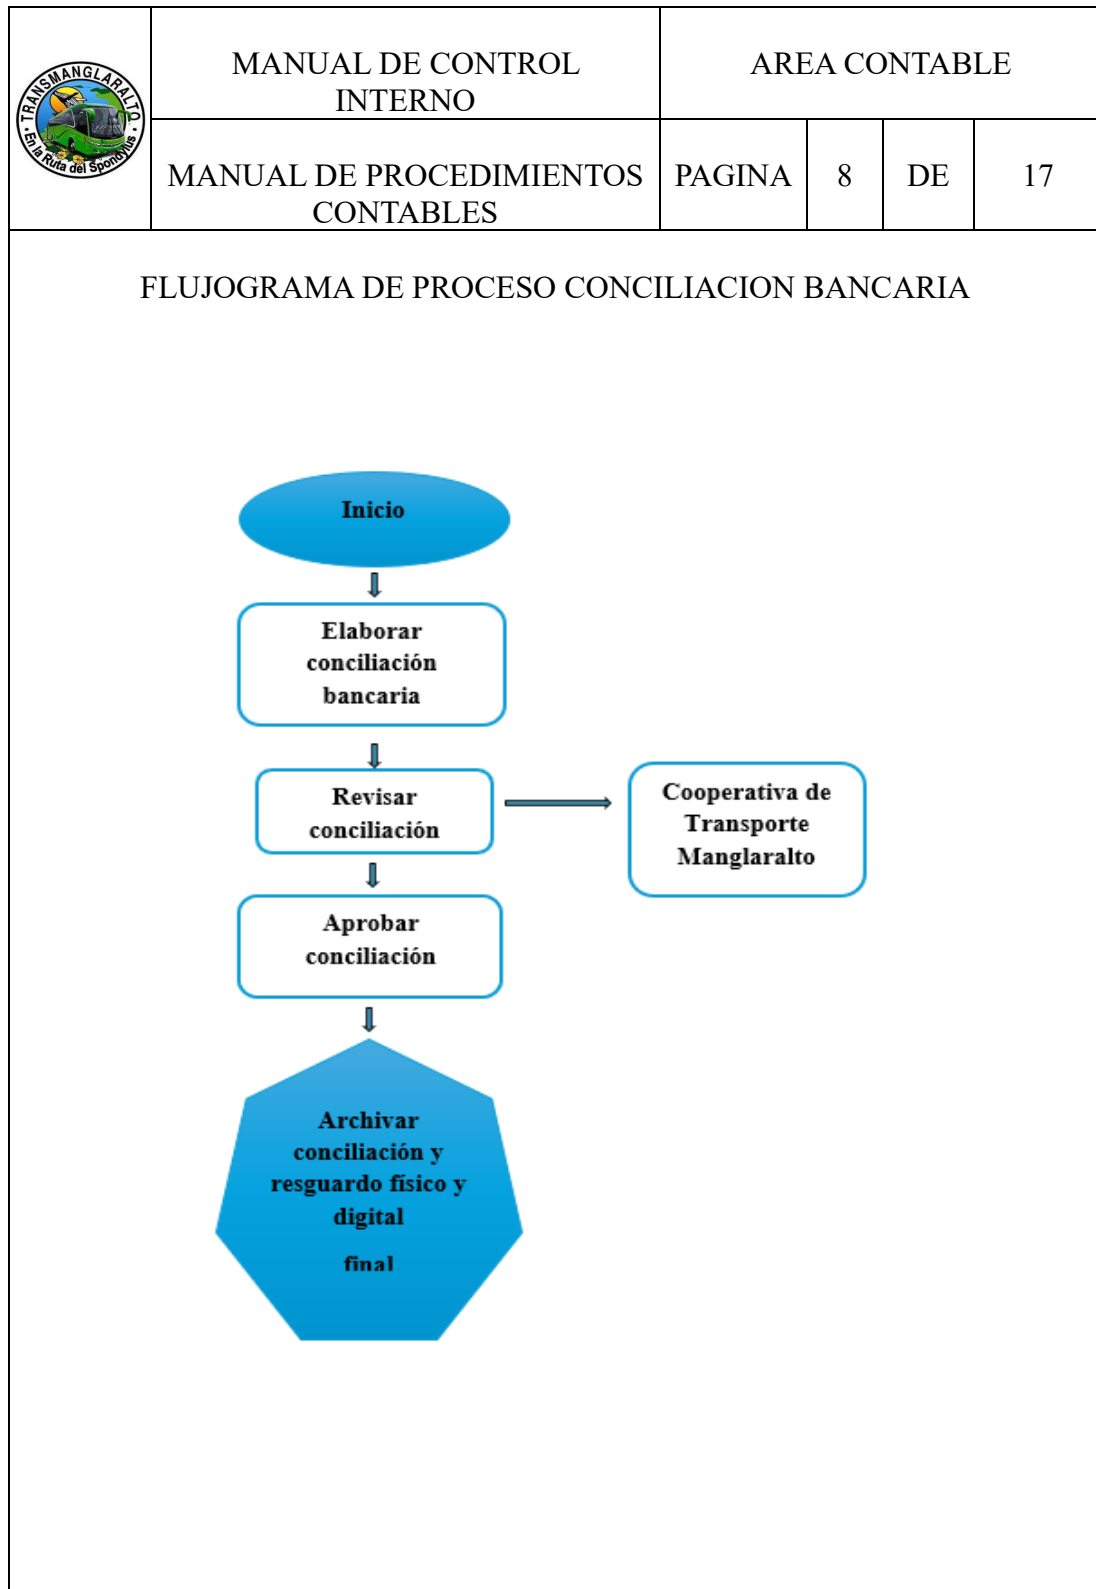 TRANSMANGLARALTO
En la Ruta del Spondylus
MANUAL DE CONTROL
INTERNO
AREA CONTABLE
MANUAL DE PROCEDIMIENTOS
CONTABLES
PAGINA 8 DE 17
FLUJOGRAMA DE PROCESO CONCILIACION BANCARIA
Inicio
Elaborar
conciliación
bancaria
Revisar
conciliación
Cooperativa de
Transporte
Manglaralto
Aprobar
conciliación
Archivar
conciliación y
resguardo físico y
digital
final